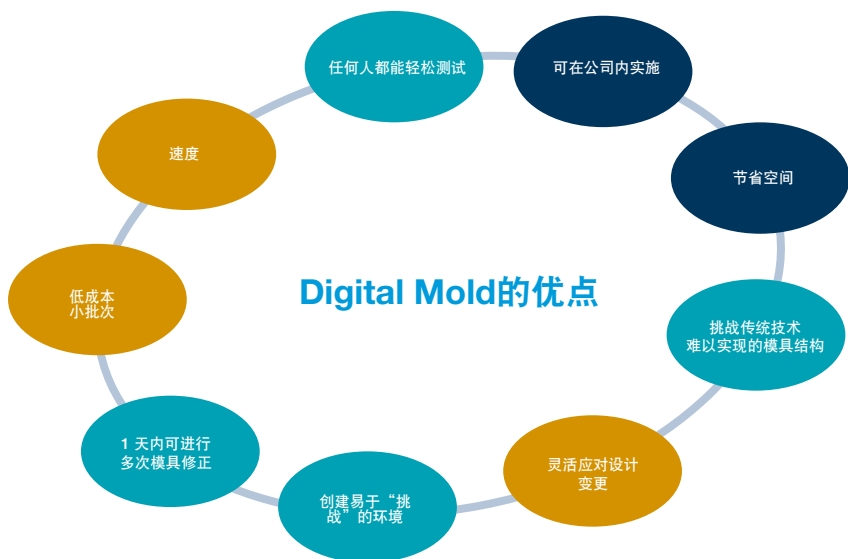 任何人都能轻松测试
可在公司内实施
速度
节省空间
Digital Mold的优点
低成本
小批次
挑战传统技术
难以实现的模具结构
1 天内可进行
多次模具修正
灵活应对设计
变更
创建易于“挑
战”的环境